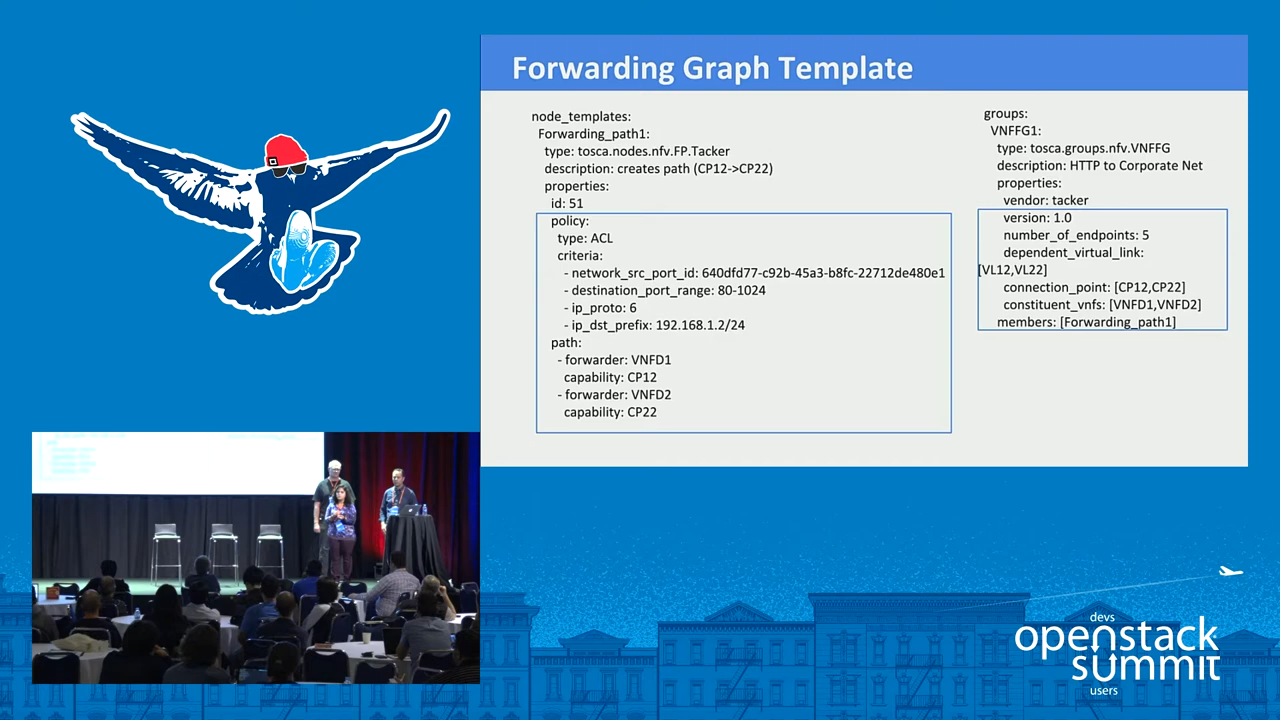 Forwarding Graph Template
node_templates:
Forwarding_path1:
type: tosca.nodes.nfv.FP.Tacker
description: creates path (CP12->CP22)
properties:
id: 51
policy:
type: ACL
criteria:
- network_src_port_id: 640dfd77-c92b-45a3-b8fc-22712de480e1
- destination_port_range: 80-1024
- ip_proto: 6
- ip_dst_prefix: 192.168.1.2/24
path:
- forwarder: VNFD1
capability: CP12
- forwarder: VNFD2
capability: CP22
groups:
VNFFG1:
type: tosca.groups.nfv.VNFFG
description: HTTP to Corporate Net
properties:
vendor: tacker
version: 1.0
number_of_endpoints: 5
dependent_virtual_link:
[VL12,VL22]
connection_point: [CP12,CP22]
constituent_vnfs: [VNFD1,VNFD2]
members: [Forwarding_path1]
devs
openstack
summit
users